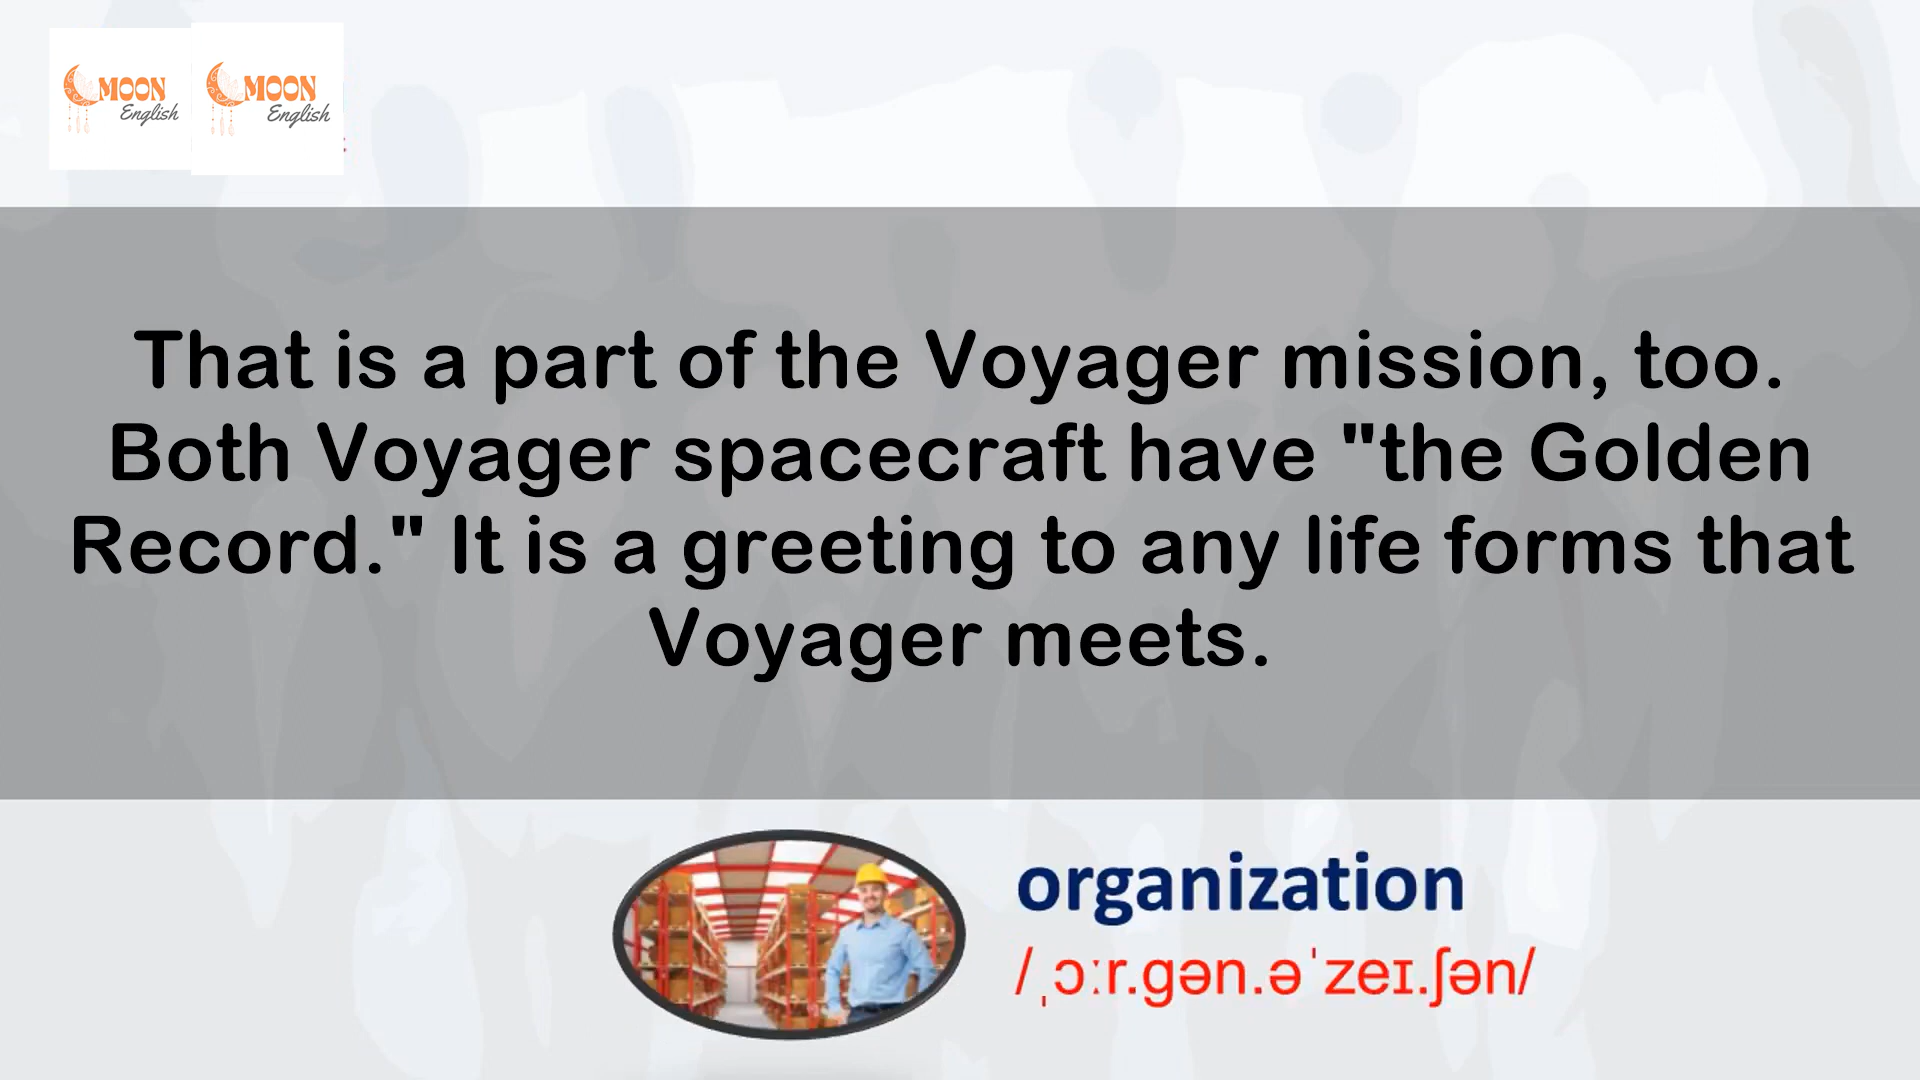 MOON
English
MOON
English
That is a part of the Voyager mission, too.
Both Voyager spacecraft have "the Golden
Record." It is a greeting to any life forms that
Voyager meets.
organization
/ˌɔːr.gən.əˈzeɪ.ʃən/